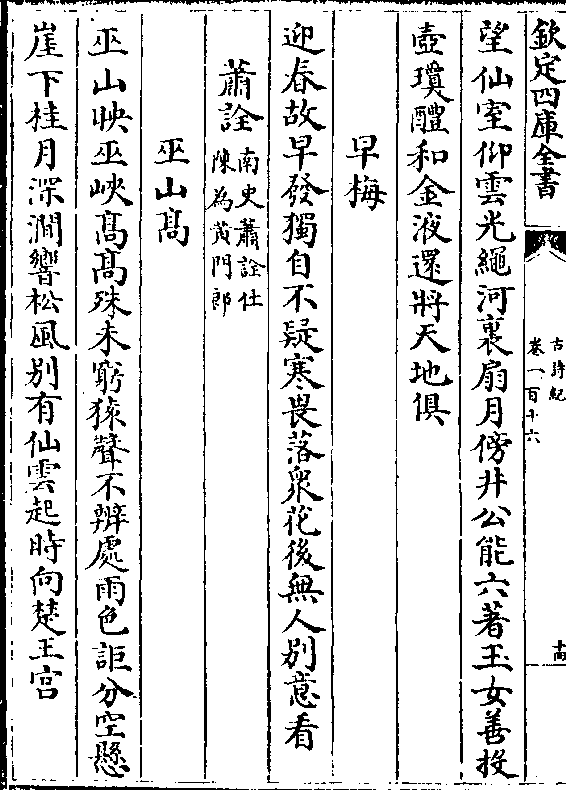 欽定四庫全書
古詩紀
卷一百十六
十四
望仙室仰雲光繩河裏扇月傍井公能六著玉女善投
壺瓊醴和金液還將天地俱
早梅
迎春故早發獨自不疑寒畏落衆花後無人別意看
蕭詮南史蕭詮仕
陳為黄門郎
巫山髙
巫山映巫峽髙髙殊未窮猿聲不辨處雨色詎分空懸
崖下桂月深澗響松風别有仙雲起時向楚王宫